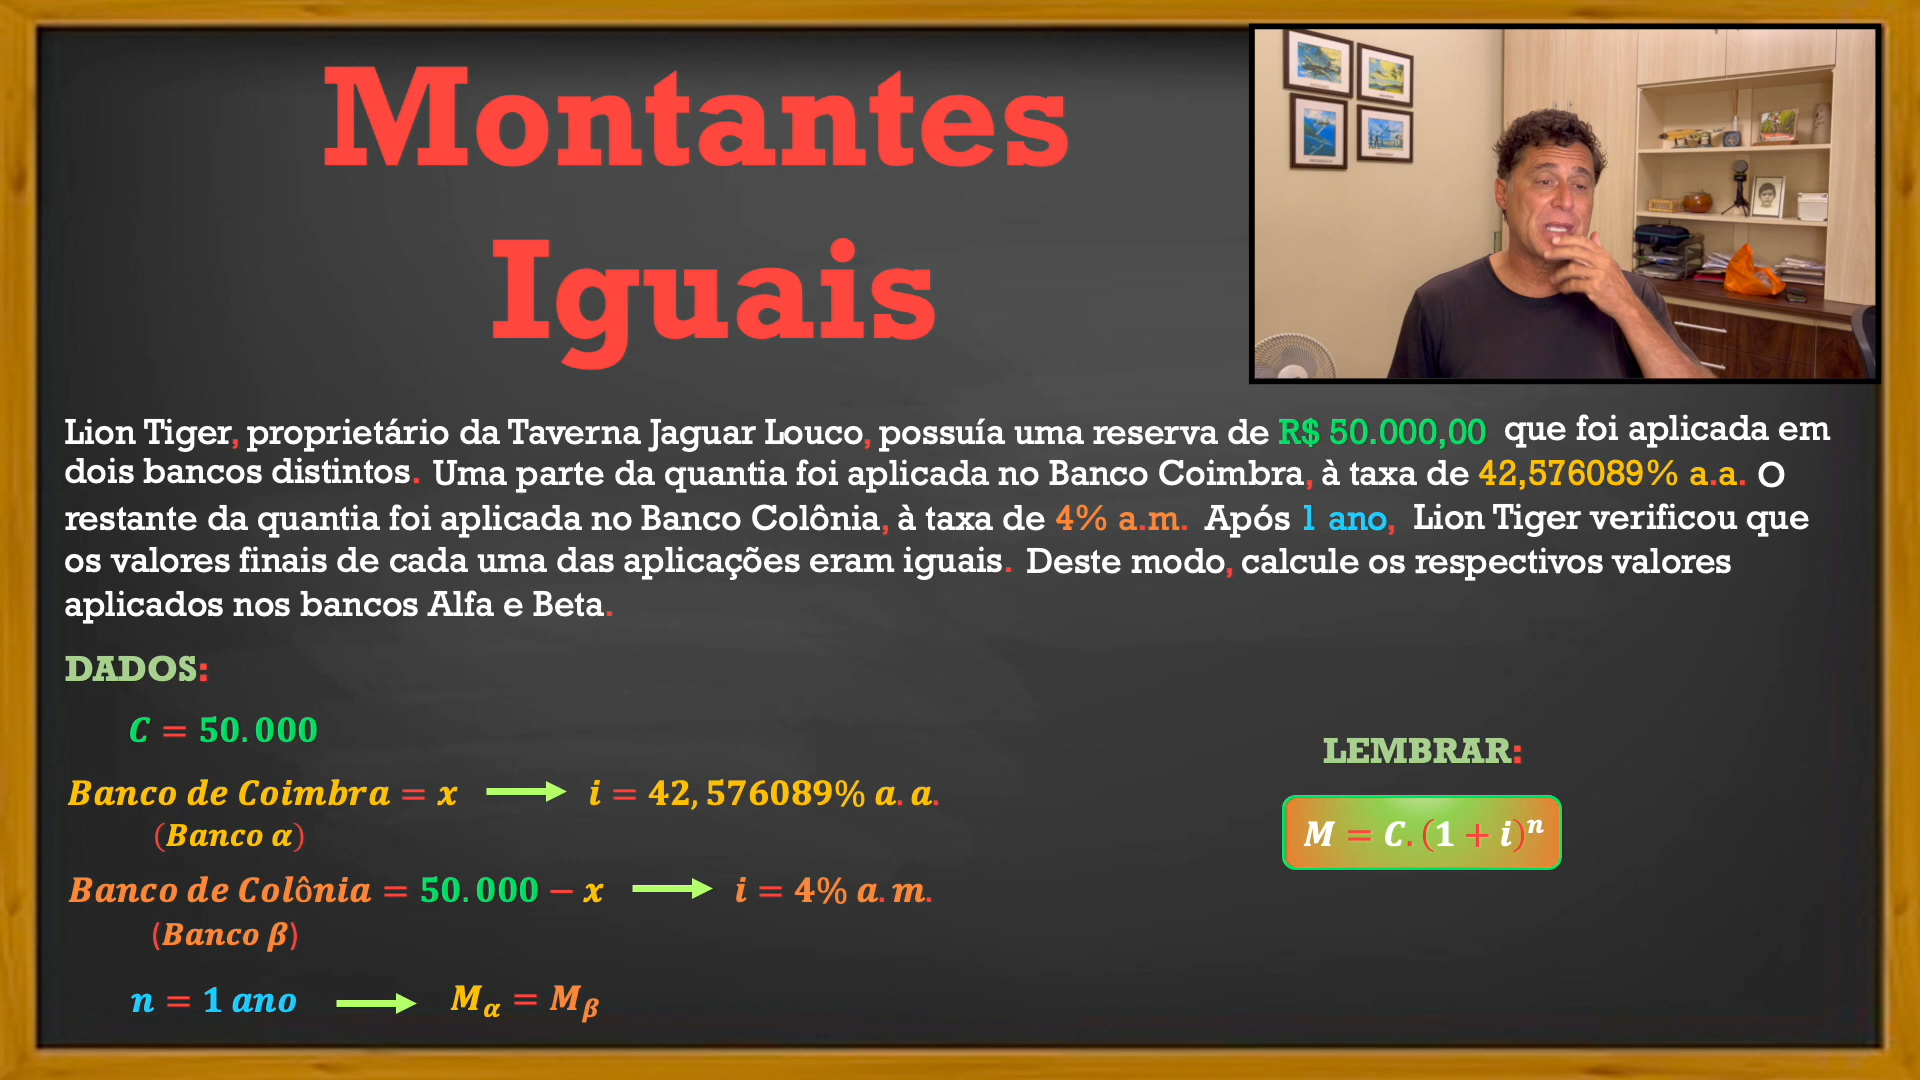 Montantes
Iguais
Lion Tiger, proprietário da Taverna Jaguar Louco, possuía uma reserva de R$ 50.000,00 que foi aplicada em
dois bancos distintos. Uma parte da quantia foi aplicada no Banco Coimbra, à taxa de 42,576089% a.a. O
restante da quantia foi aplicada no Banco Colônia, à taxa de 4% a.m. Após 1 ano, Lion Tiger verificou que
os valores finais de cada uma das aplicações eram iguais. Deste modo, calcule os respectivos valores
aplicados nos bancos Alfa e Beta.
DADOS:
C = 50.000
Banco de Coimbra = x → i = 42,576089% a.a.
(Banco α)
Banco de Colônia = 50.000 − x → i = 4% a.m.
(Banco β)
n = 1 ano → Mα = Mβ
LEMBRAR:
M = C.(1 + i)ⁿ